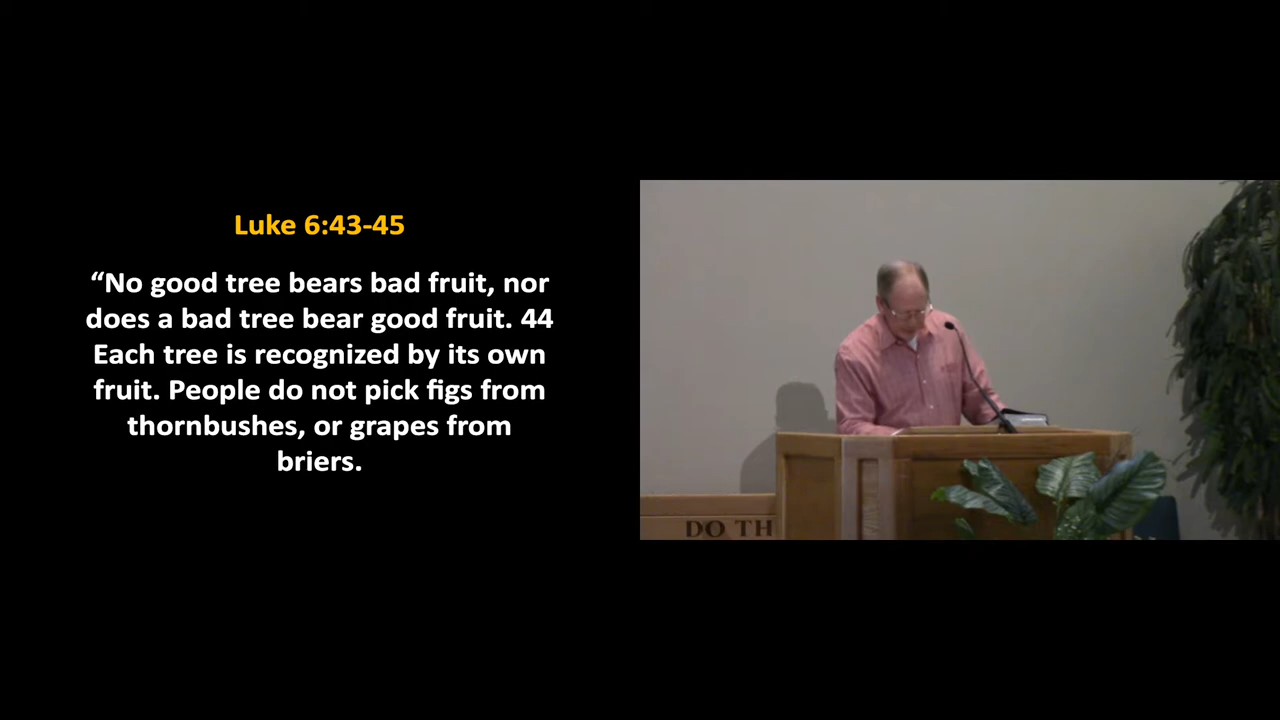 Luke 6:43-45
“No good tree bears bad fruit, nor
does a bad tree bear good fruit. 44
Each tree is recognized by its own
fruit. People do not pick figs from
thornbushes, or grapes from
briers.
DO TH